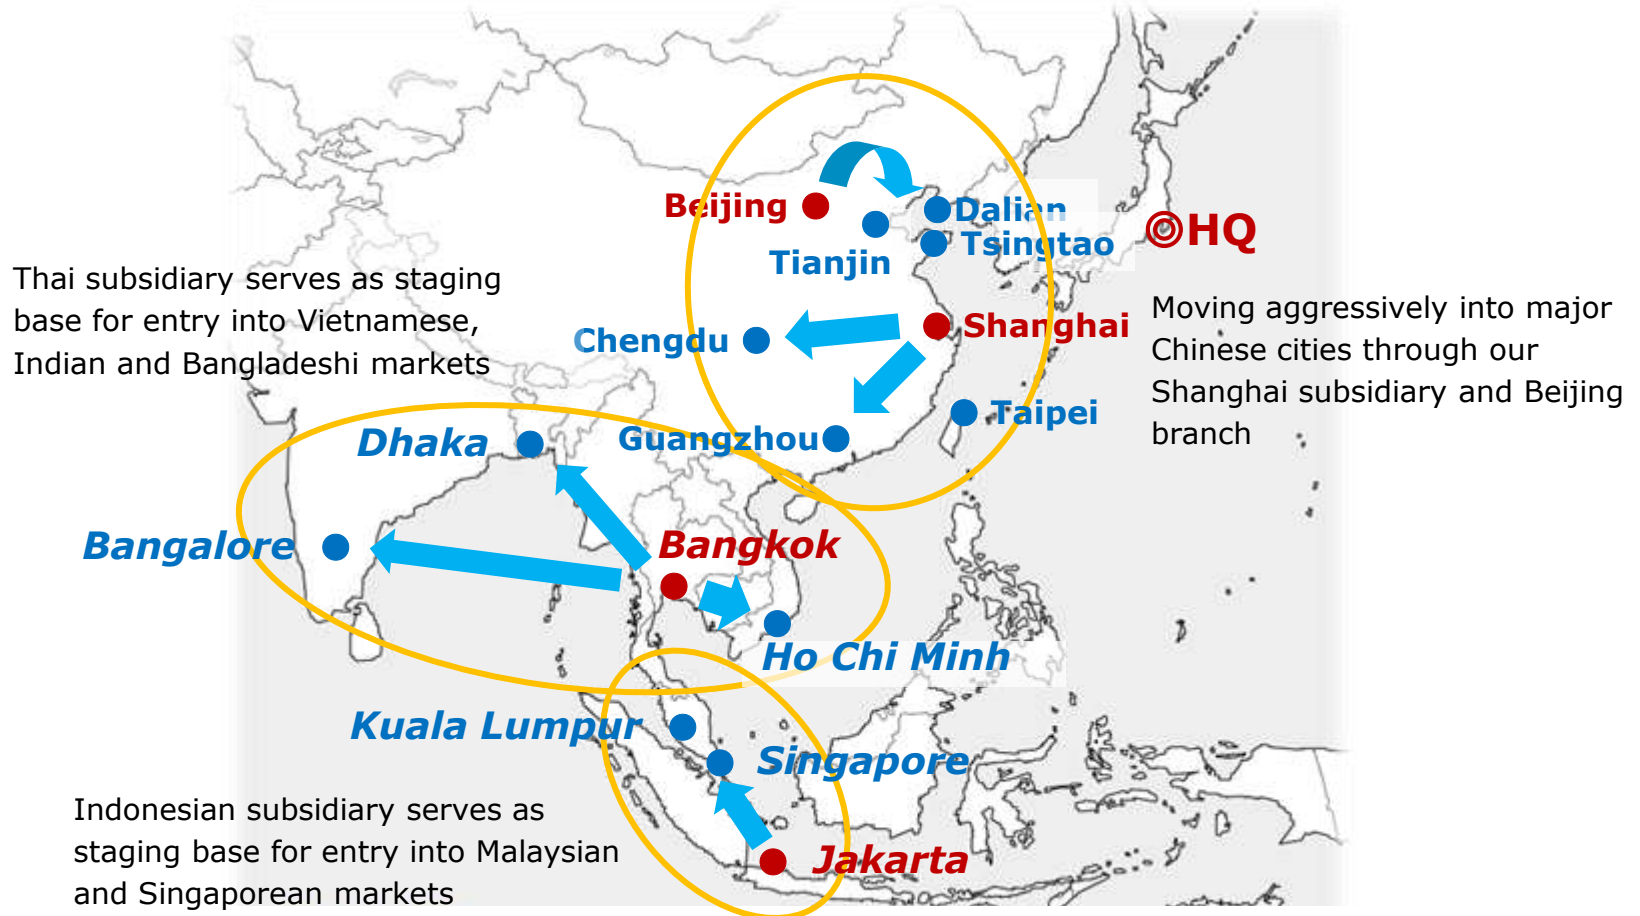 Beijing
Dalian
Tsingtao
Tianjin
◎HQ
Thai subsidiary serves as staging
base for entry into Vietnamese,
Indian and Bangladeshi markets
Moving aggressively into major
Chinese cities through our
Shanghai subsidiary and Beijing
branch
Shanghai
Chengdu
Taipei
Guangzhou
Dhaka
Bangalore
Bangkok
Ho Chi Minh
Kuala Lumpur
Singapore
Indonesian subsidiary serves as
staging base for entry into Malaysian
and Singaporean markets
Jakarta